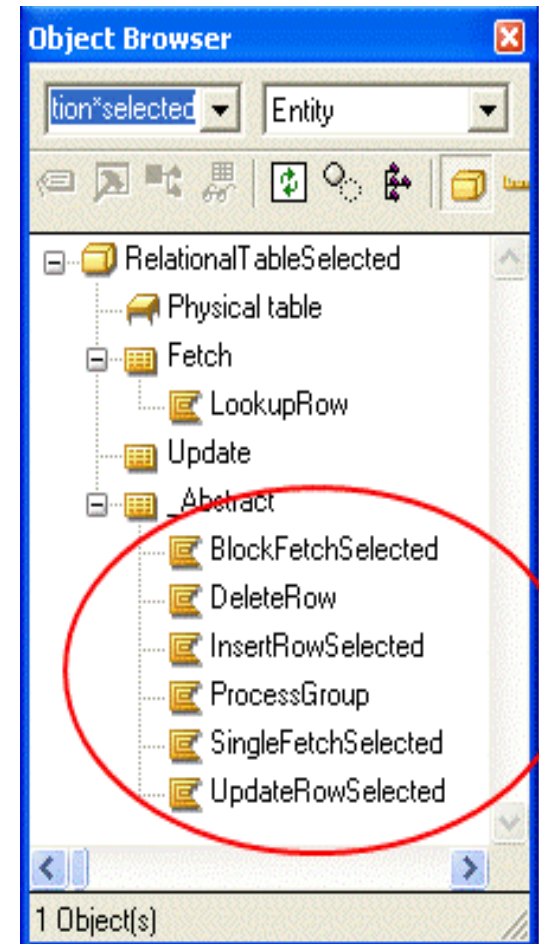 Object Browser
tion*selected Entity
RelationalTableSelected
Physical table
Fetch
LookupRow
Update
_Abstract
BlockFetchSelected
DeleteRow
InsertRowSelected
ProcessGroup
SingleFetchSelected
UpdateRowSelected
1 Object(s)